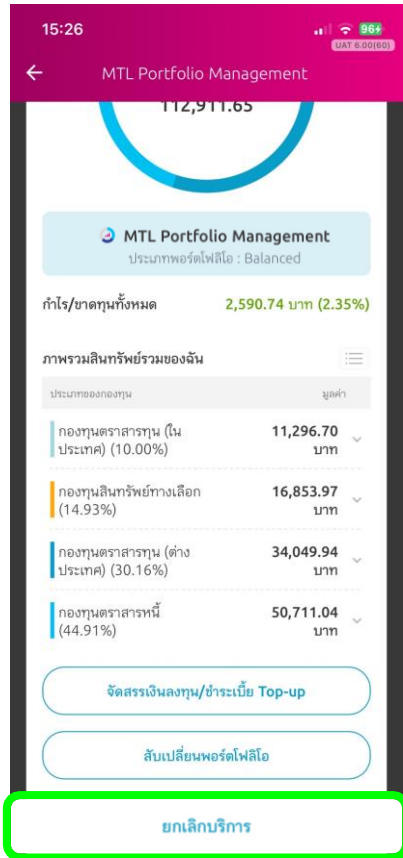 15:26
96
UAT 6.00(60)
MTL Portfolio Management
112,911.65
MTL Portfolio Management
ประเภทพอร์ตโฟลิโอ : Balanced
กำไร/ขาดทุนทั้งหมด 2,590.74 บาท (2.35%)
ภาพรวมสินทรัพย์รวมของฉัน
ประเภทของกองทุน มูลค่า
กองทุนตราสารทุน (ใน 11,296.70
ประเทศ) (10.00%) บาท
กองทุนสินทรัพย์ทางเลือก 16,853.97
(14.93%) บาท
กองทุนตราสารทุน (ต่าง 34,049.94
ประเทศ) (30.16%) บาท
กองทุนตราสารหนี้ 50,711.04
(44.91%) บาท
จัดสรรเงินลงทุน/ชำระเบี้ย Top-up
สับเปลี่ยนพอร์ตโฟลิโอ
ยกเลิกบริการ